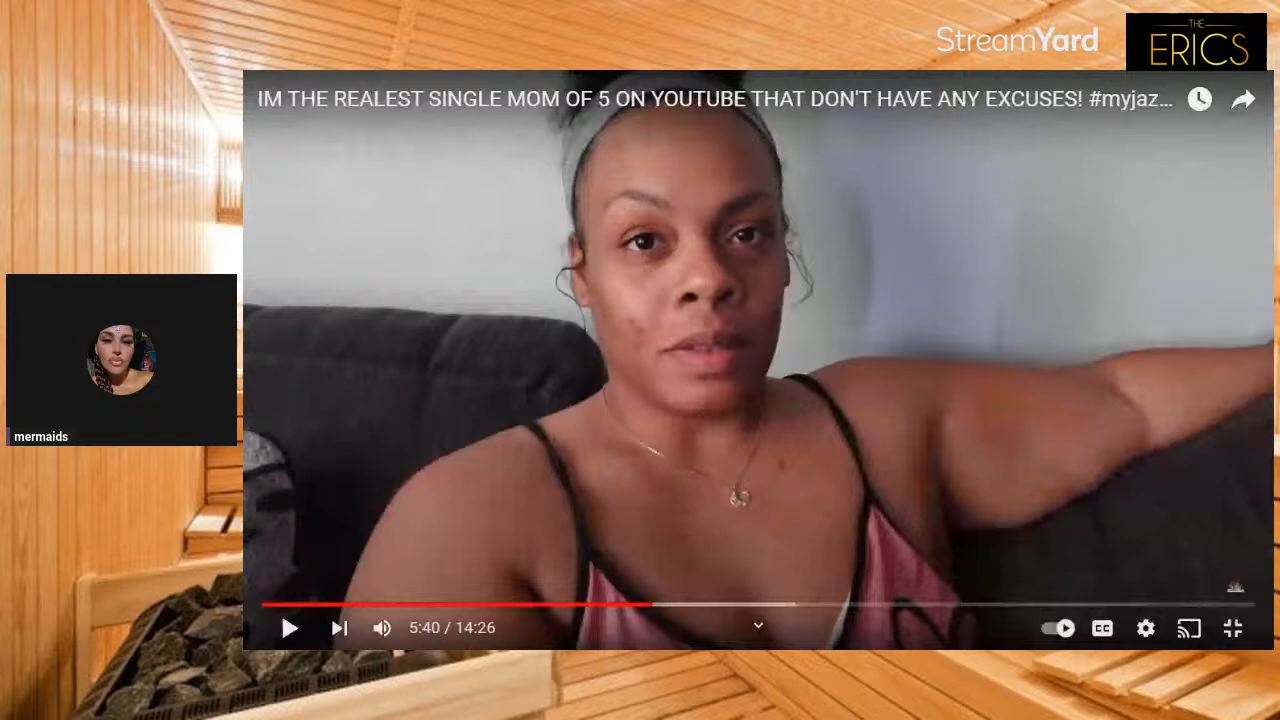 StreamYard
THE
ERICS
IM THE REALEST SINGLE MOM OF 5 ON YOUTUBE THAT DON'T HAVE ANY EXCUSES! #myjaz...
mermaids
5:40 / 14:26
CC